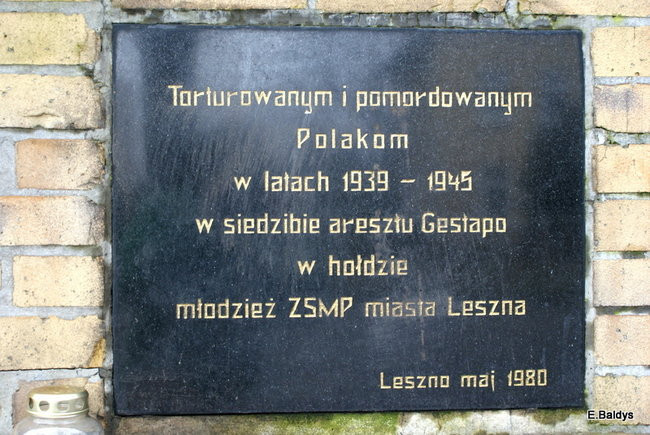 Torturowanym i pomordowanym
Polakom
w latach 1939 – 1945
w siedzibie aresztu Gestapo
w hołdzie
młodzież ZSMP miasta Leszna
Leszno maj 1980
E.Baldys